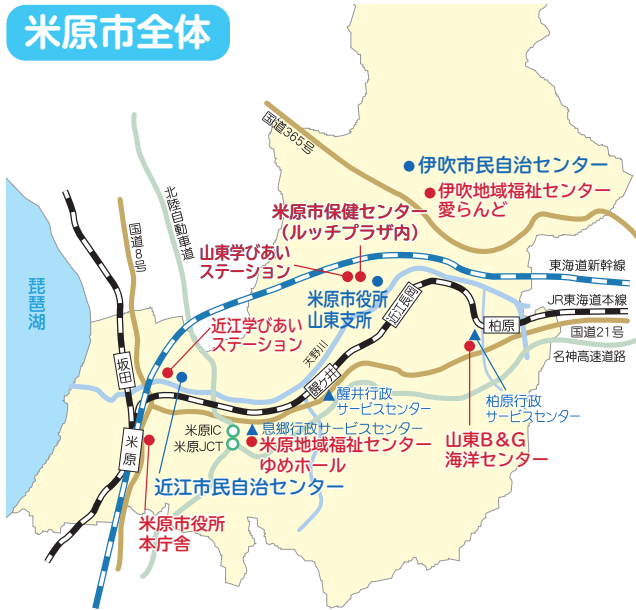 米原市全体
国道365号
伊吹市民自治センター
伊吹地域福祉センター
愛らんど
北陸自動車道
国道8号
米原市保健センター
(ルッチプラザ内)
山東学びあい
ステーション
東海道新幹線
琵琶湖
米原市役所
山東支所
近江長岡
JR東海道本線
近江学びあい
ステーション
柏原
国道21号
天野川
名神高速道路
坂田
醒ケ井
醒井行政
サービスセンター
柏原行政
サービスセンター
米原IC
息郷行政サービスセンター
米原JCT
米原地域福祉センター
ゆめホール
山東B&G
海洋センター
米原
近江市民自治センター
米原市役所
本庁舎